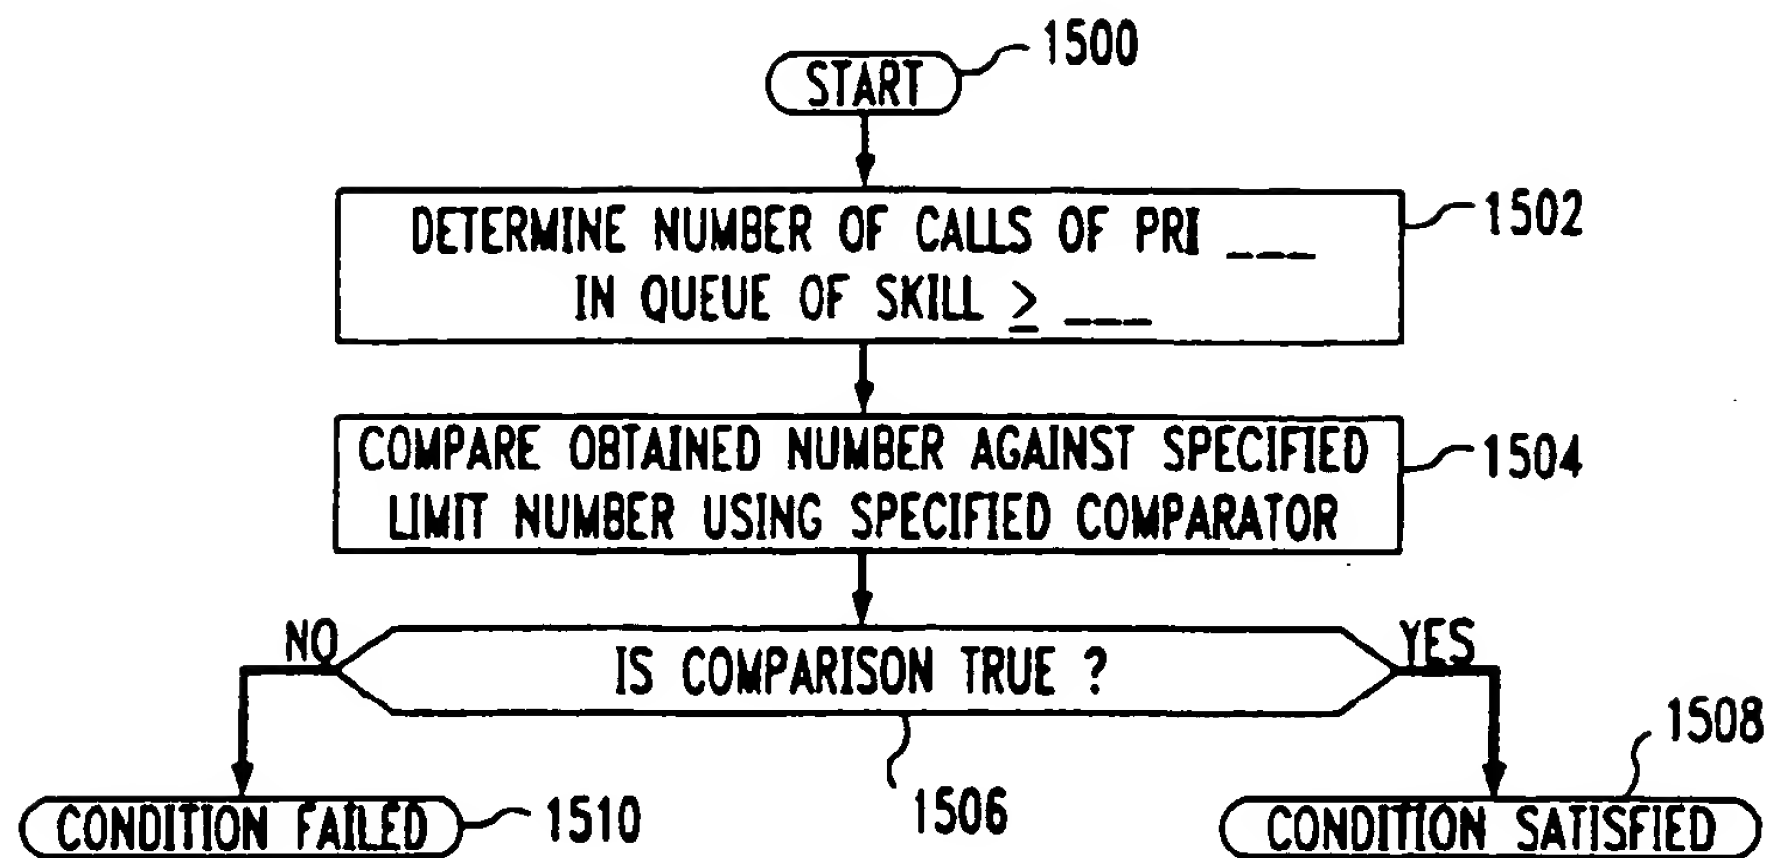 START
1500
DETERMINE NUMBER OF CALLS OF PRI ___
IN QUEUE OF SKILL ≥ ___
1502
COMPARE OBTAINED NUMBER AGAINST SPECIFIED
LIMIT NUMBER USING SPECIFIED COMPARATOR
1504
NO
IS COMPARISON TRUE ?
YES
1506
1508
CONDITION FAILED
1510
CONDITION SATISFIED